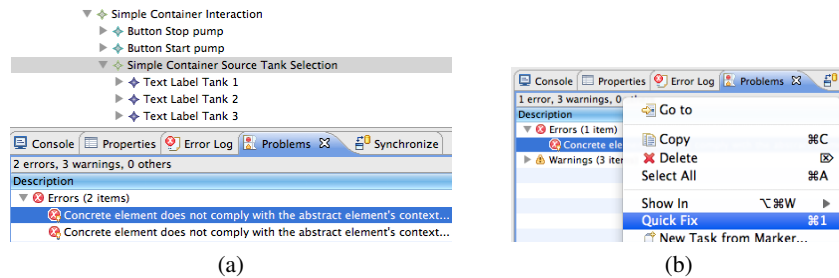 Simple Container Interaction
Button Stop pump
Button Start pump
Simple Container Source Tank Selection
Text Label Tank 1
Text Label Tank 2
Text Label Tank 3
Console Properties Error Log Problems Synchronize
2 errors, 3 warnings, 0 others
Description
Errors (2 items)
Concrete element does not comply with the abstract element's context...
Concrete element does not comply with the abstract element's context...
(a)
Console Properties Error Log Problems
1 error, 3 warnings, 0
Description
Errors (1 item)
Concrete ele
Warnings (3 iter
Go to
Copy ⌘C
Delete ⌦
Select All ⌘A
Show In ⌥⌘W
Quick Fix ⌘1
New Task from Marker...
(b)